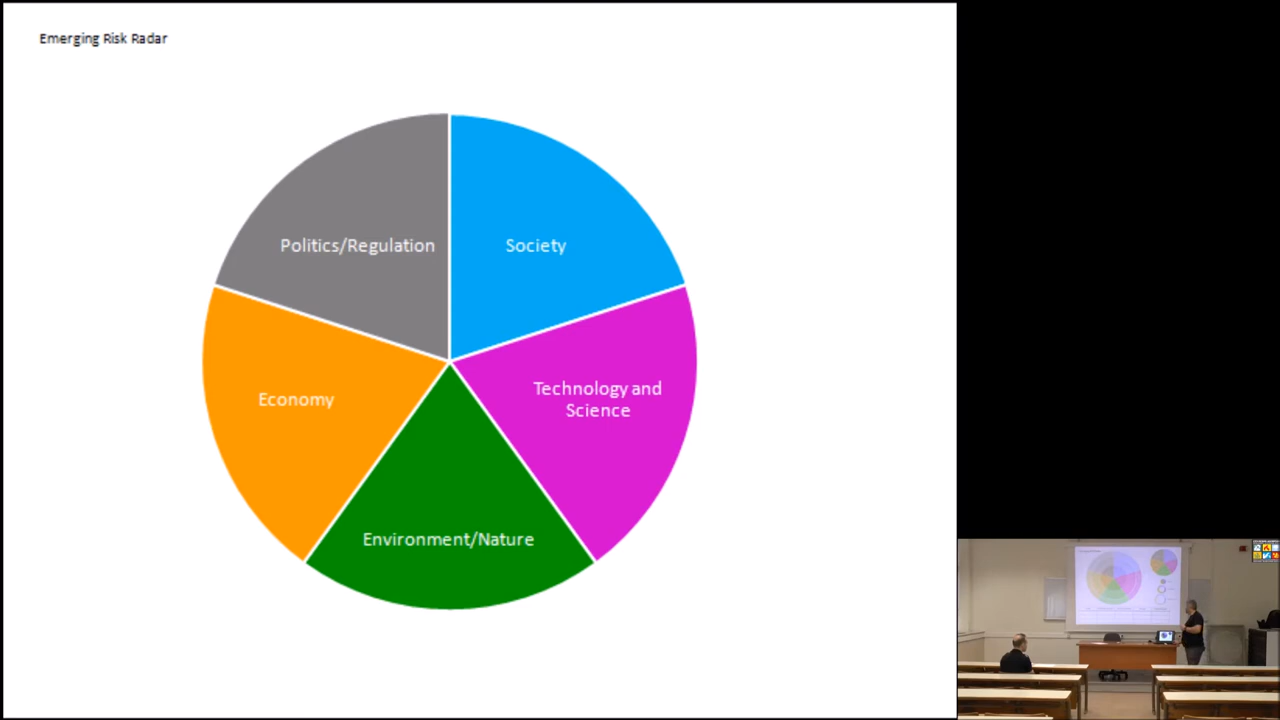 Emerging Risk Radar
Politics/Regulation
Society
Economy
Technology and
Science
Environment/Nature